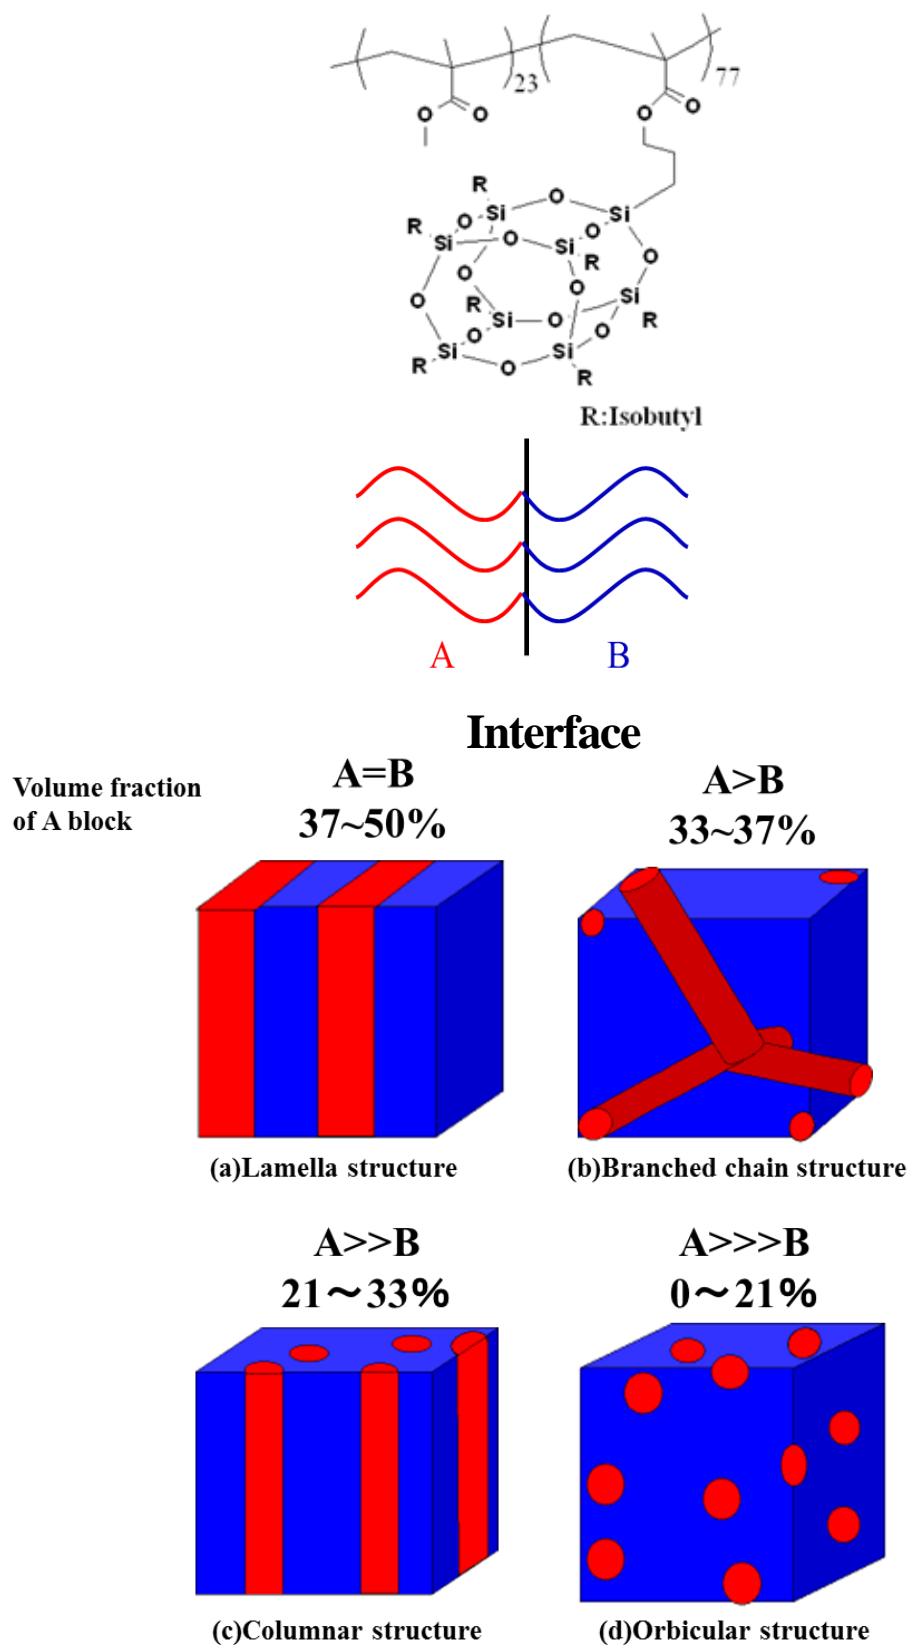 23
77
O
O
O
O
R
O
Si
Si
R
O
O
Si
O
Si
R
O
O
O
R
Si
O
Si
O
R
O
O
Si
Si
R
O
R
R:Isobutyl
A
B
Interface
Volume fraction
of A block
A=B
37~50%
A>B
33~37%
(a)Lamella structure
(b)Branched chain structure
A>>B
21～33%
A>>>B
0～21%
(c)Columnar structure
(d)Orbicular structure